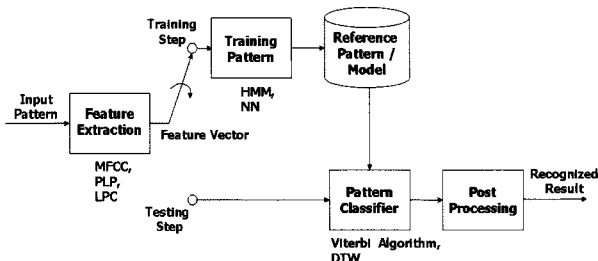 Training
Step
Training
Pattern
Reference
Pattern /
Model
HMM,
NN
Input
Pattern
Feature
Extraction
Feature Vector
MFCC,
PLP,
LPC
Testing
Step
Pattern
Classifier
Post
Processing
Recognized
Result
Viterbi Algorithm,
DTW